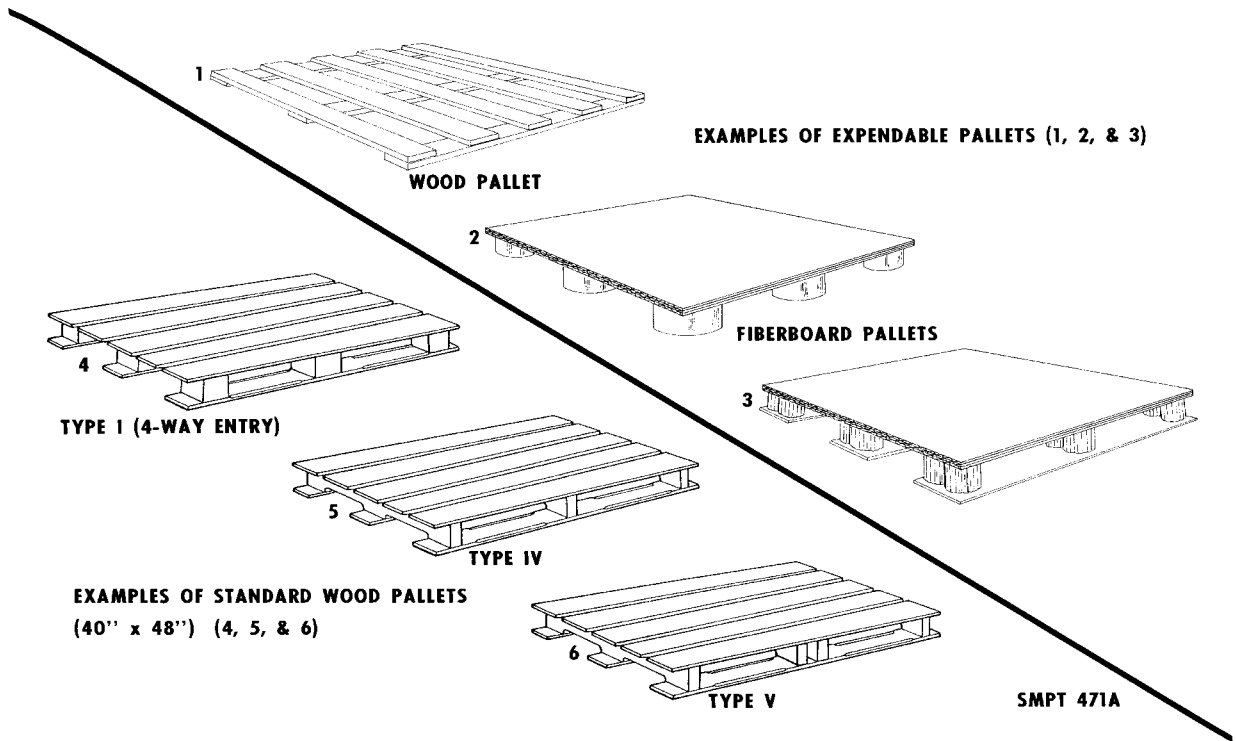 1
EXAMPLES OF EXPENDABLE PALLETS (1, 2, & 3)
WOOD PALLET
2
FIBERBOARD PALLETS
3
4
TYPE I (4-WAY ENTRY)
5
TYPE IV
EXAMPLES OF STANDARD WOOD PALLETS
(40'' x 48'') (4, 5, & 6)
6
TYPE V
SMPT 471A